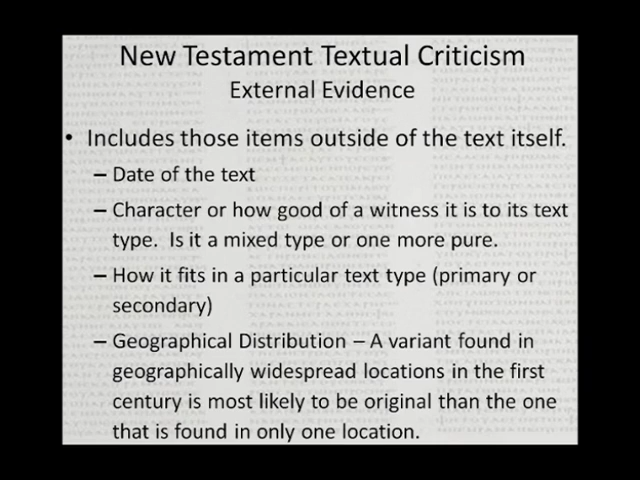 New Testament Textual Criticism
External Evidence
• Includes those items outside of the text itself.
– Date of the text
– Character or how good of a witness it is to its text
type. Is it a mixed type or one more pure.
– How it fits in a particular text type (primary or
secondary)
– Geographical Distribution – A variant found in
geographically widespread locations in the first
century is most likely to be original than the one
that is found in only one location.